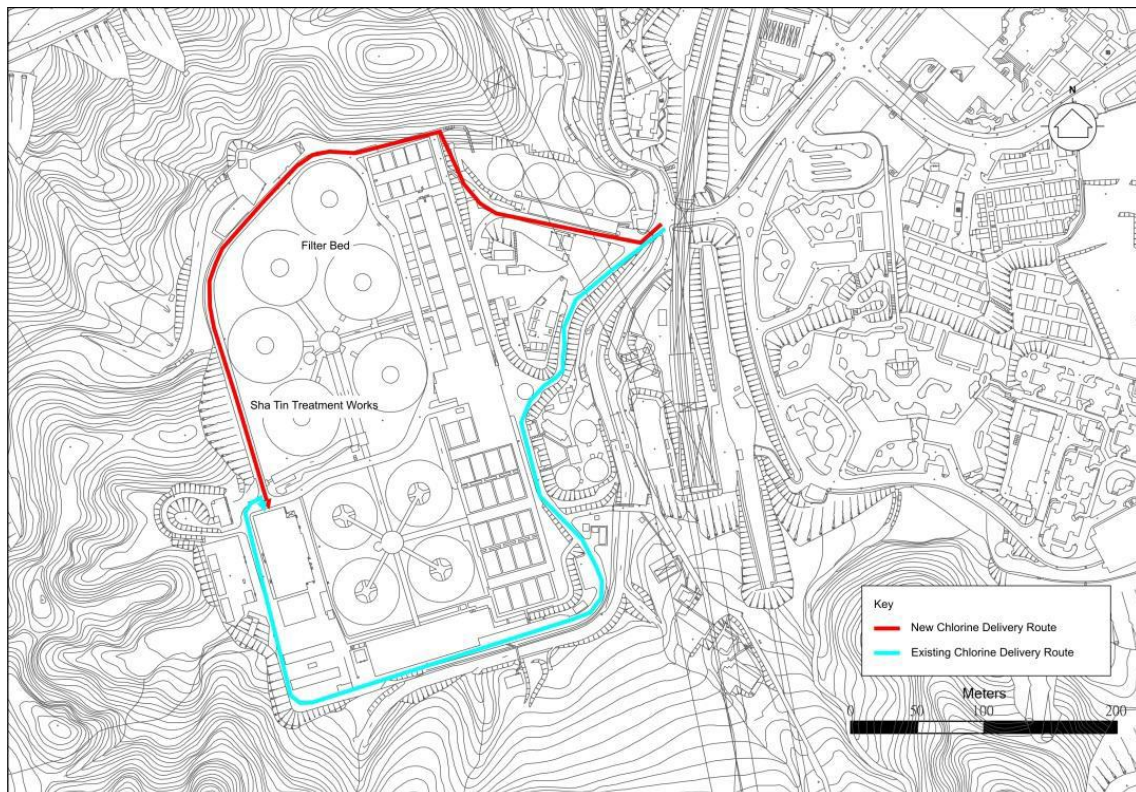 N
Filter Bed
Sha Tin Treatment Works
Key
New Chlorine Delivery Route
Existing Chlorine Delivery Route
Meters
0 50 100 200